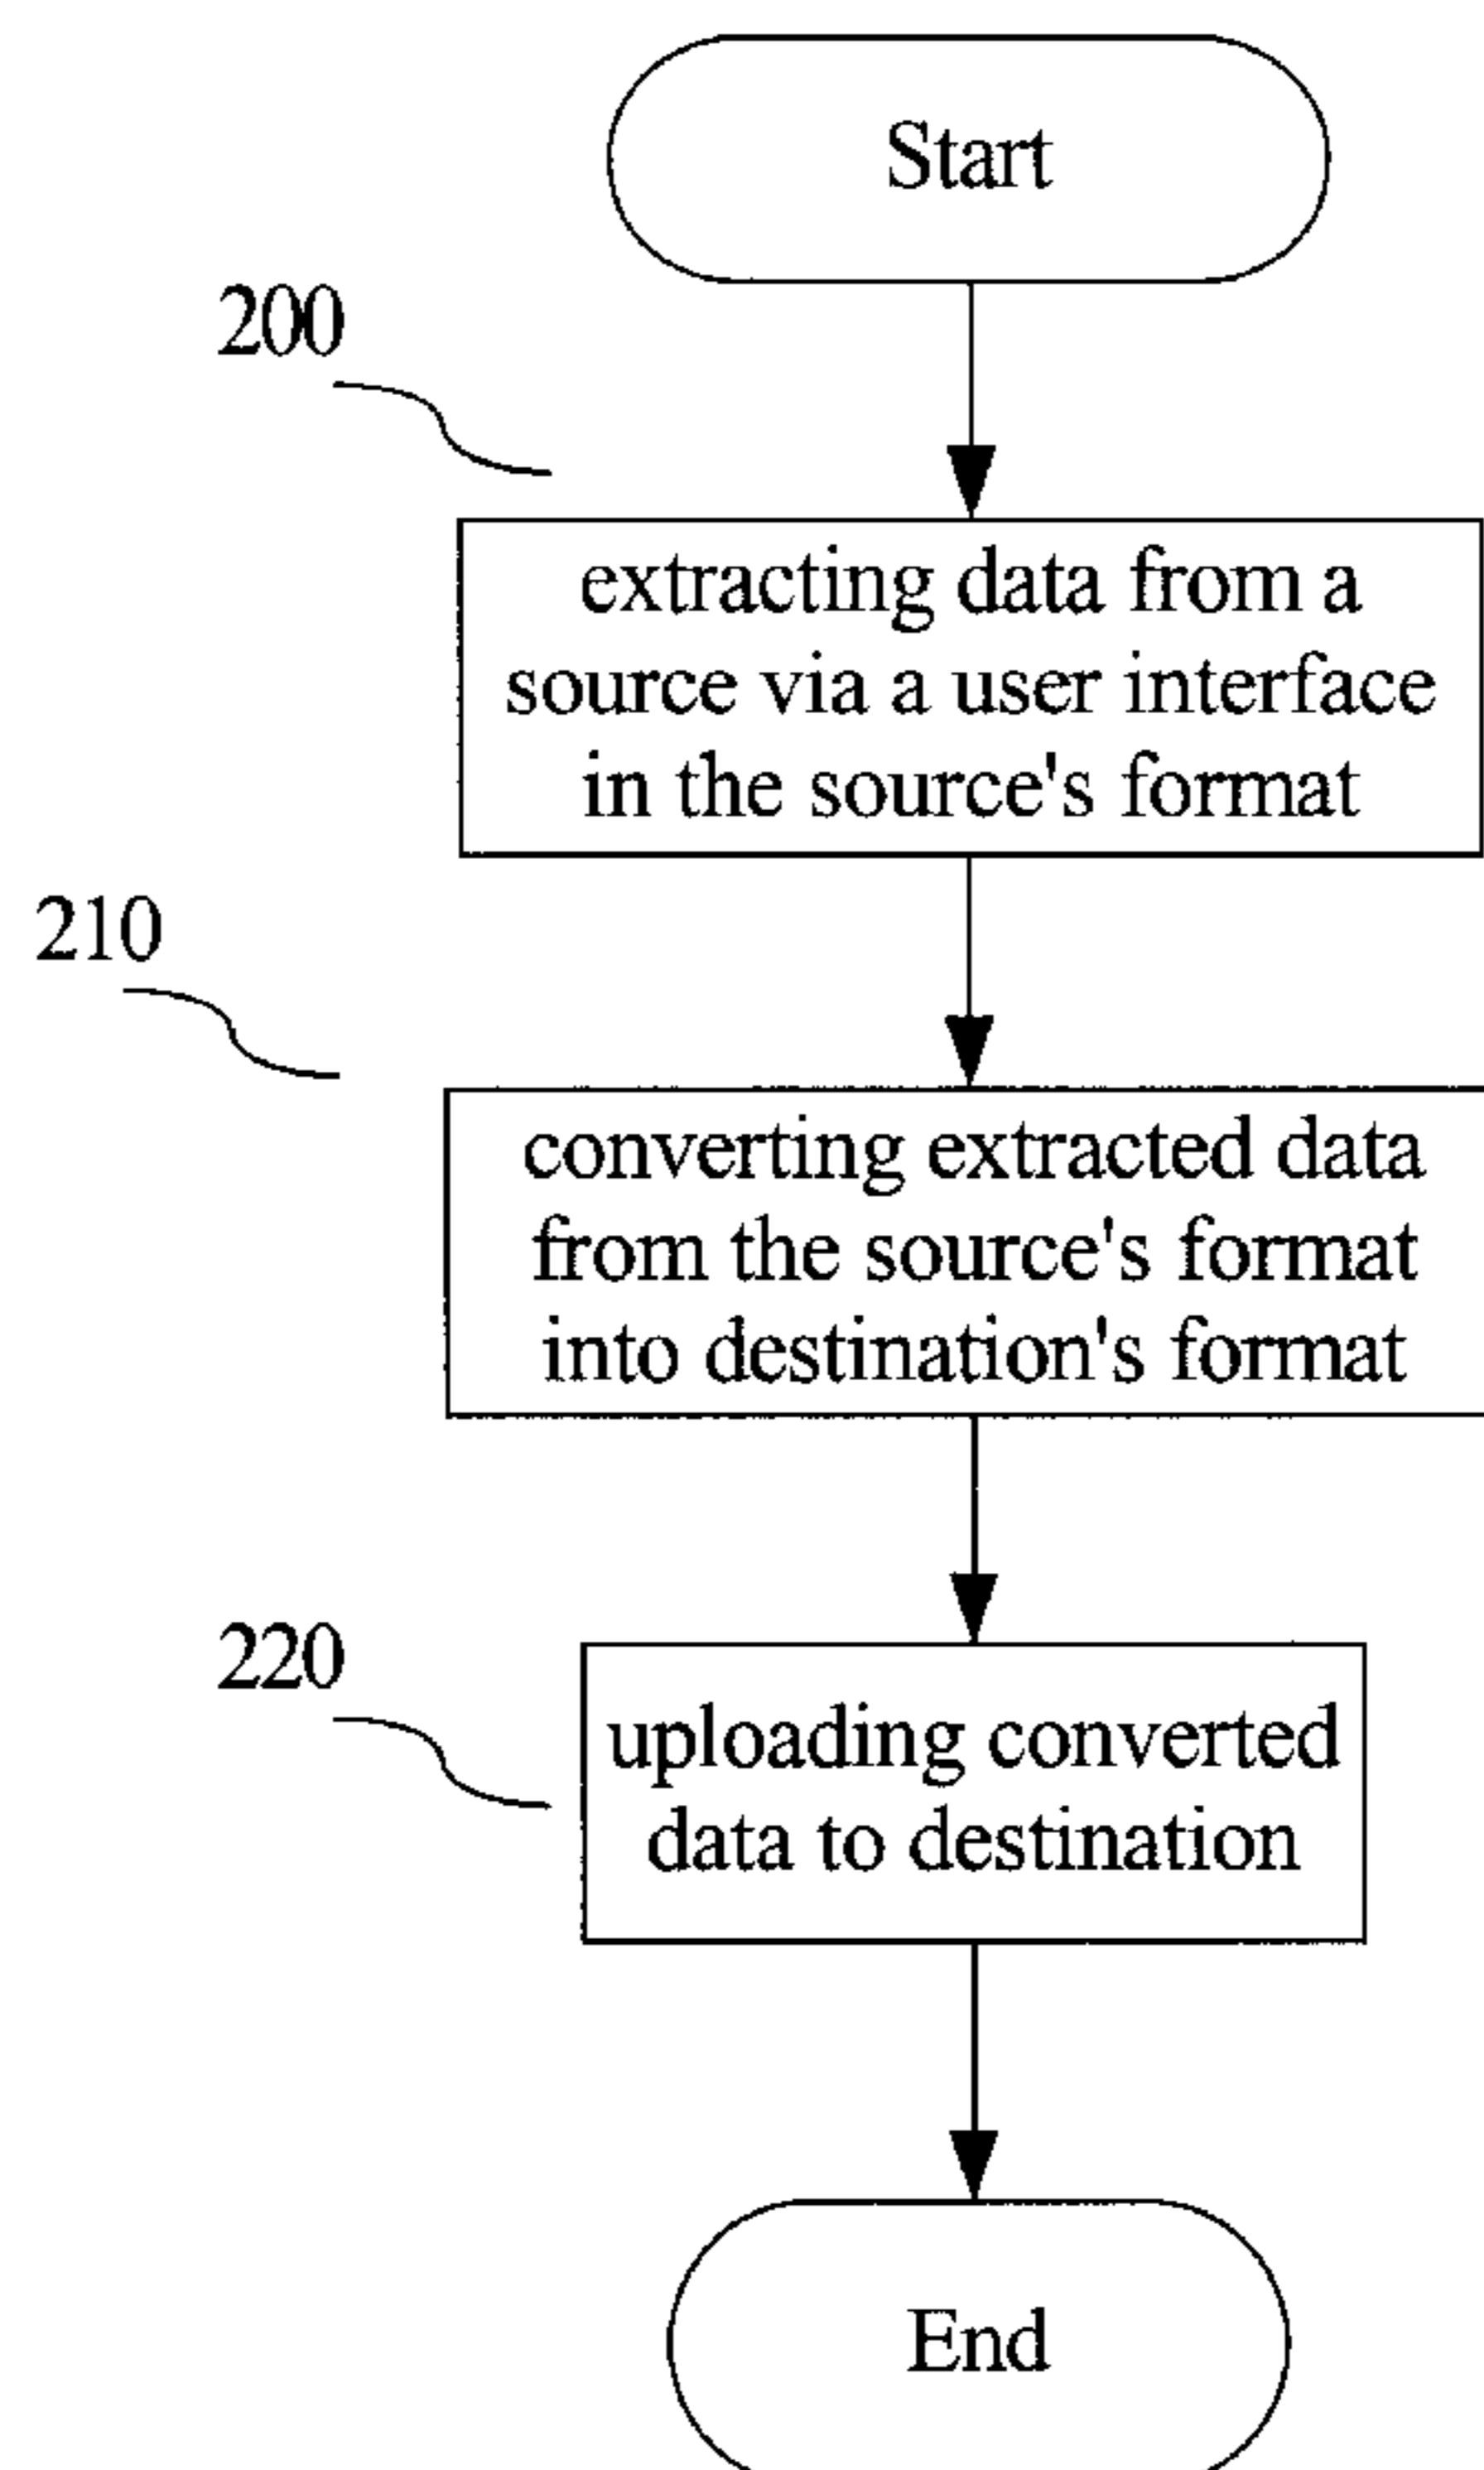 Start
200
extracting data from a
source via a user interface
in the source's format
210
converting extracted data
from the source's format
into destination's format
220
uploading converted
data to destination
End